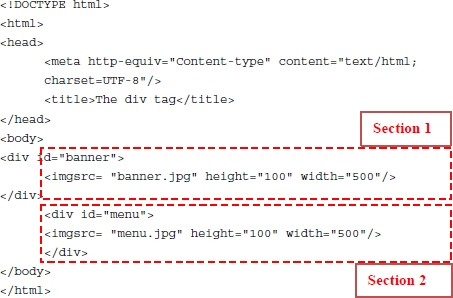 <!DOCTYPE html>
<html>
<head>
<meta http-equiv="Content-type" content="text/html;
charset=UTF-8"/>
<title>The div tag</title>
</head>
Section 1
<body>
<div id="banner">
<imgsrc= "banner.jpg" height="100" width="500"/>
</div>
<div id="menu">
<imgsrc= "menu.jpg" height="100" width="500"/>
</div>
</body>
Section 2
</html>